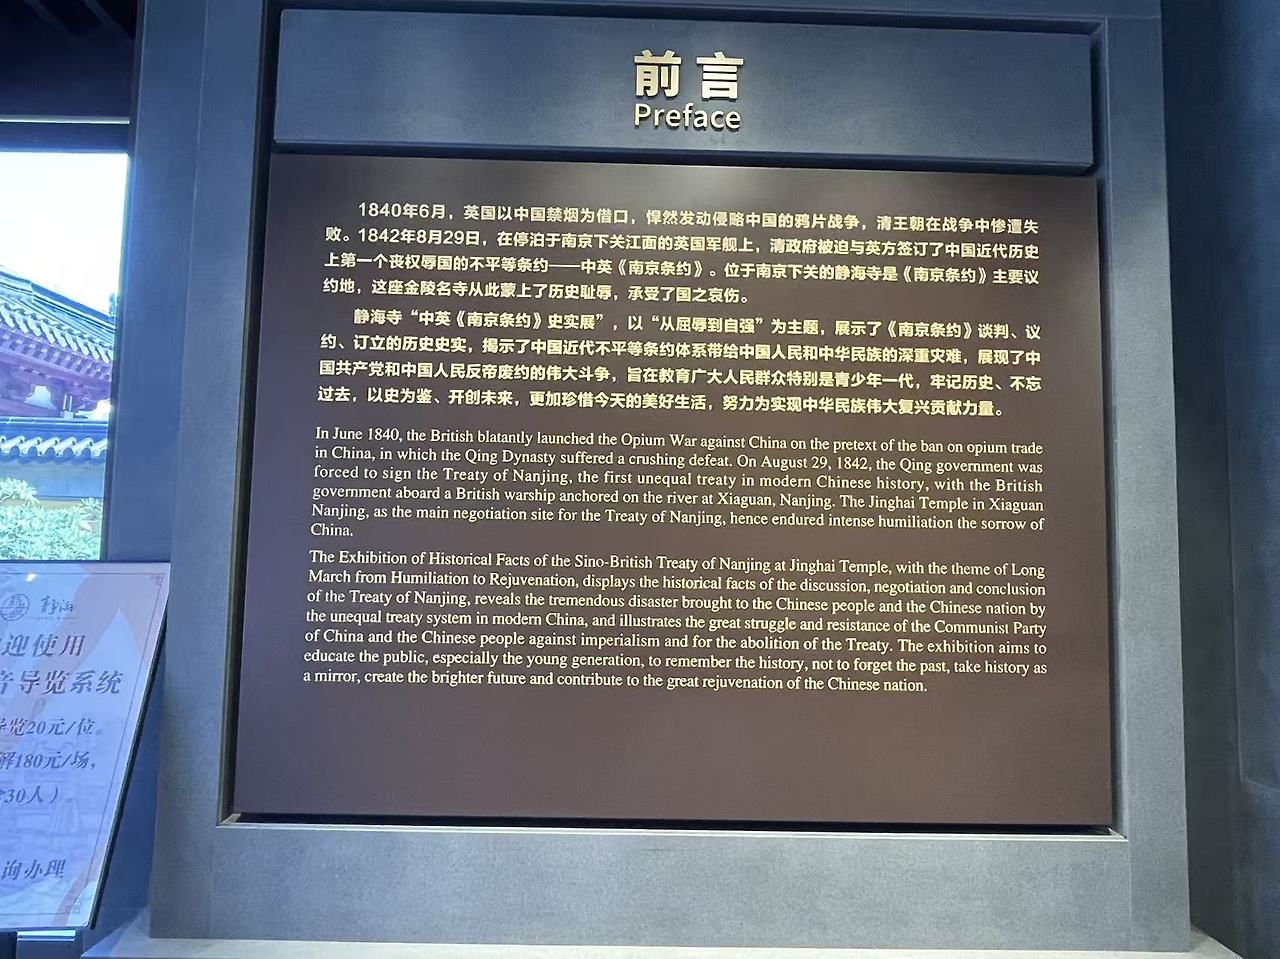 前言
Preface
1840年6月，英国以中国禁烟为借口，悍然发动侵略中国的鸦片战争，清王朝在战争中惨遭失
败。1842年8月29日，在停泊于南京下关江面的英国军舰上，清政府被迫与英方签订了中国近代历史
上第一个丧权辱国的不平等条约——中英《南京条约》。位于南京下关的静海寺是《南京条约》主要议
约地，这座金陵名寺从此蒙上了历史耻辱，承受了国之哀伤。
静海寺“中英《南京条约》史实展”，以“从屈辱到自强”为主题，展示了《南京条约》谈判、议
约、订立的历史史实，揭示了中国近代不平等条约体系带给中国人民和中华民族的深重灾难，展现了中
国共产党和中国人民反帝废约的伟大斗争，旨在教育广大人民群众特别是青少年一代，牢记历史、不忘
过去，以史为鉴、开创未来，更加珍惜今天的美好生活，努力为实现中华民族伟大复兴贡献力量。
In June 1840, the British blatantly launched the Opium War against China on the pretext of the ban on opium trade
in China, in which the Qing Dynasty suffered a crushing defeat. On August 29, 1842, the Qing government was
forced to sign the Treaty of Nanjing, the first unequal treaty in modern Chinese history, with the British
government aboard a British warship anchored on the river at Xiaguan, Nanjing. The Jinghai Temple in Xiaguan
Nanjing, as the main negotiation site for the Treaty of Nanjing, hence endured intense humiliation the sorrow of
China.
The Exhibition of Historical Facts of the Sino-British Treaty of Nanjing at Jinghai Temple, with the theme of Long
March from Humiliation to Rejuvenation, displays the historical facts of the discussion, negotiation and conclusion
of the Treaty of Nanjing, reveals the tremendous disaster brought to the Chinese people and the Chinese nation by
the unequal treaty system in modern China, and illustrates the great struggle and resistance of the Communist Party
of China and the Chinese people against imperialism and for the abolition of the Treaty. The exhibition aims to
educate the public, especially the young generation, to remember the history, not to forget the past, take history as
a mirror, create the brighter future and contribute to the great rejuvenation of the Chinese nation.
静海
迎使用
音导览系统
导览20元/位。
解180元/场，
30人）。
询办理